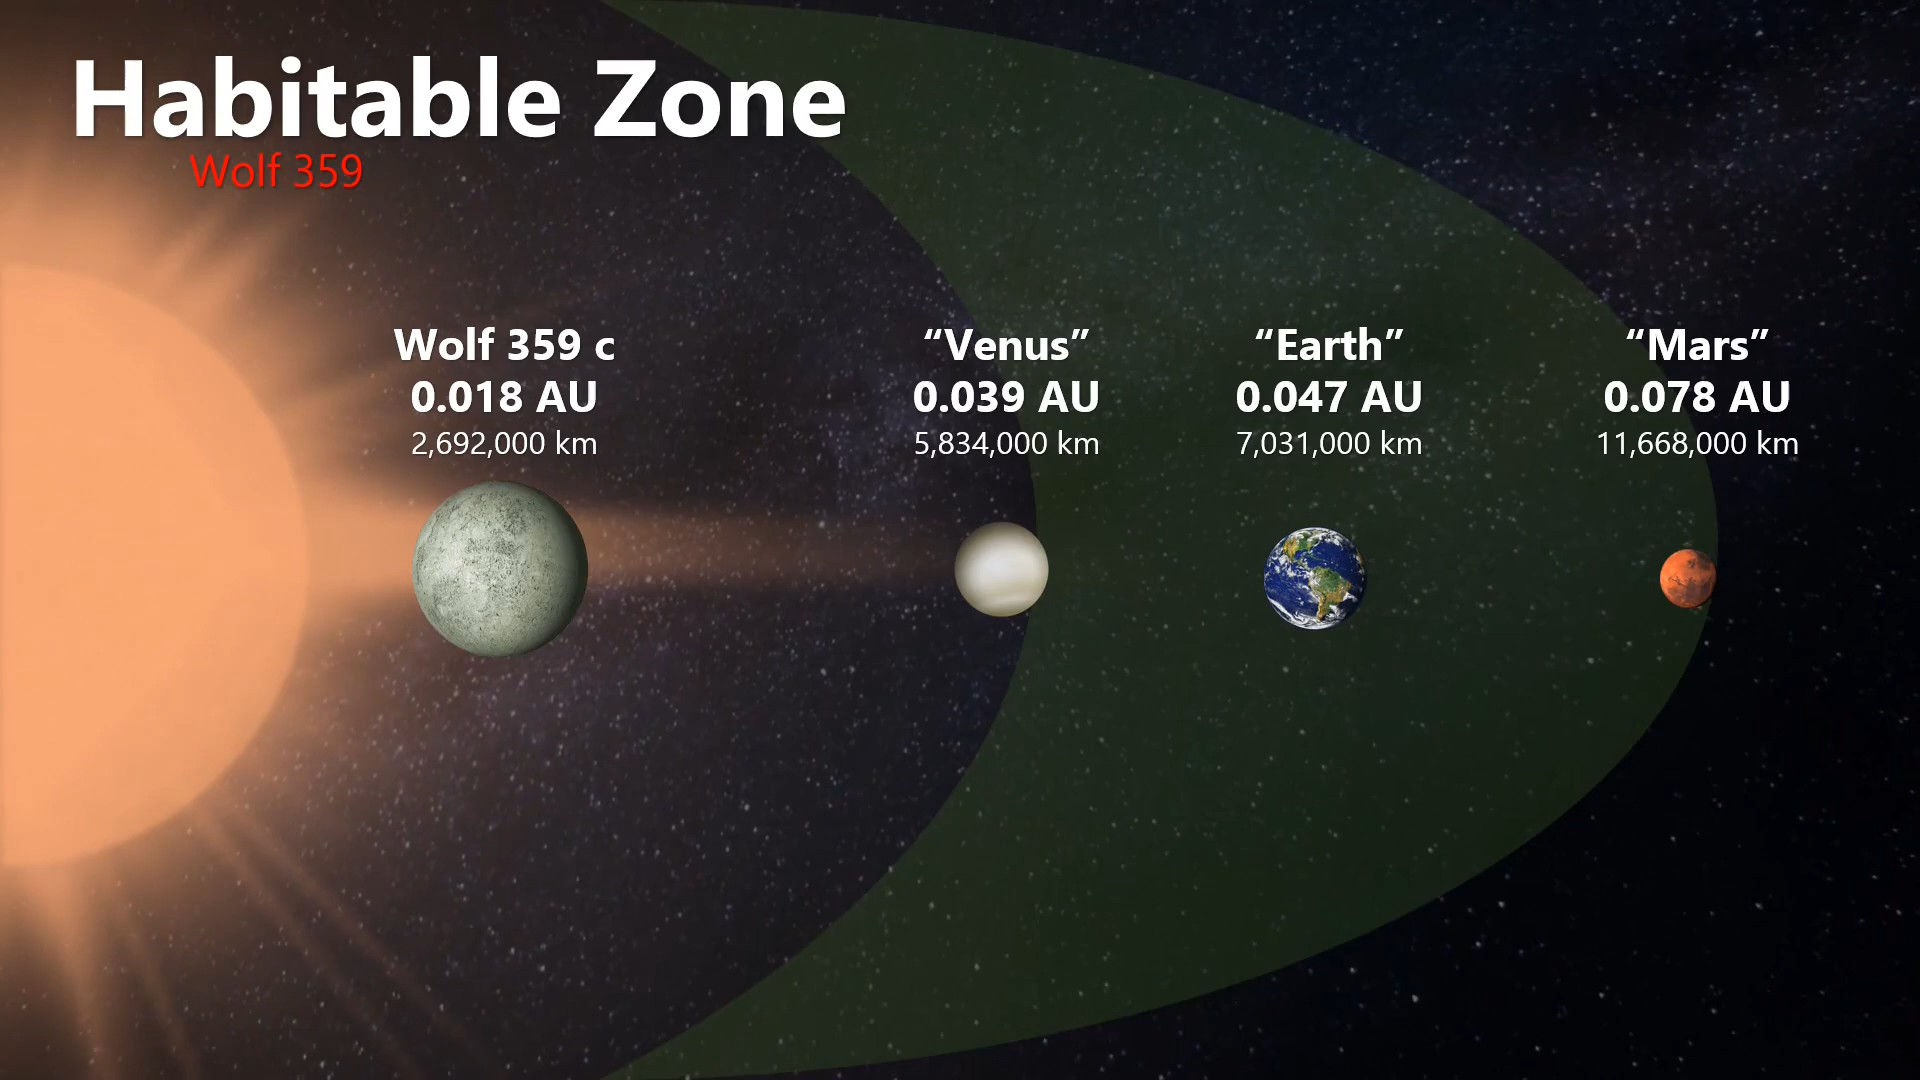 Habitable Zone
Wolf 359
Wolf 359 c
0.018 AU
2,692,000 km
“Venus”
0.039 AU
5,834,000 km
“Earth”
0.047 AU
7,031,000 km
“Mars”
0.078 AU
11,668,000 km